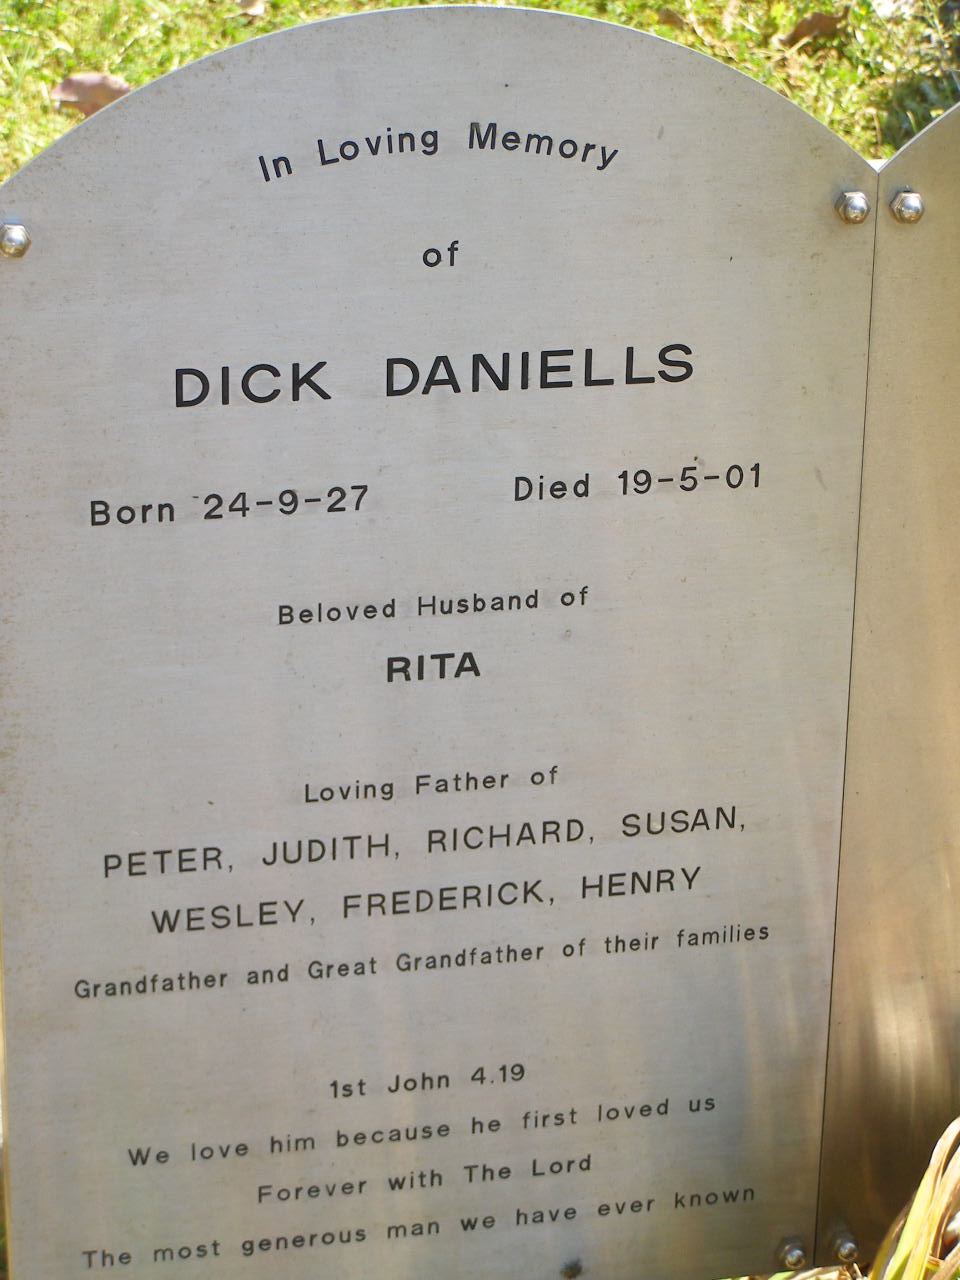 In Loving Memory
of
DICK DANIELLS
Born 24-9-27 Died 19-5-01
Beloved Husband of
RITA
Loving Father of
PETER, JUDITH, RICHARD, SUSAN,
WESLEY, FREDERICK, HENRY
Grandfather and Great Grandfather of their families
1st John 4.19
We love him because he first loved us
Forever with The Lord
The most generous man we have ever known